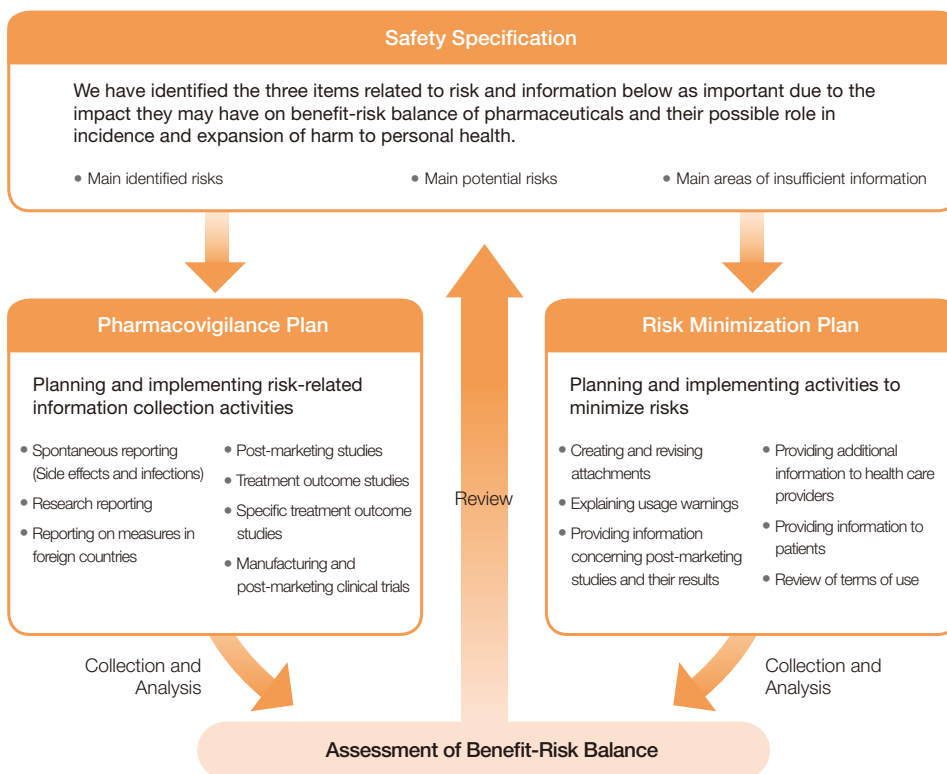 Safety Specification
We have identified the three items related to risk and information below as important due to the
impact they may have on benefit-risk balance of pharmaceuticals and their possible role in
incidence and expansion of harm to personal health.
• Main identified risks
• Main potential risks
• Main areas of insufficient information
Pharmacovigilance Plan
Planning and implementing risk-related
information collection activities
• Spontaneous reporting
(Side effects and infections)
• Research reporting
• Reporting on measures in
foreign countries
• Post-marketing studies
• Treatment outcome studies
• Specific treatment outcome
studies
• Manufacturing and
post-marketing clinical trials
Review
Risk Minimization Plan
Planning and implementing activities to
minimize risks
• Creating and revising
attachments
• Explaining usage warnings
• Providing information
concerning post-marketing
studies and their results
• Providing additional
information to health care
providers
• Providing information to
patients
• Review of terms of use
Collection and
Analysis
Collection and
Analysis
Assessment of Benefit-Risk Balance